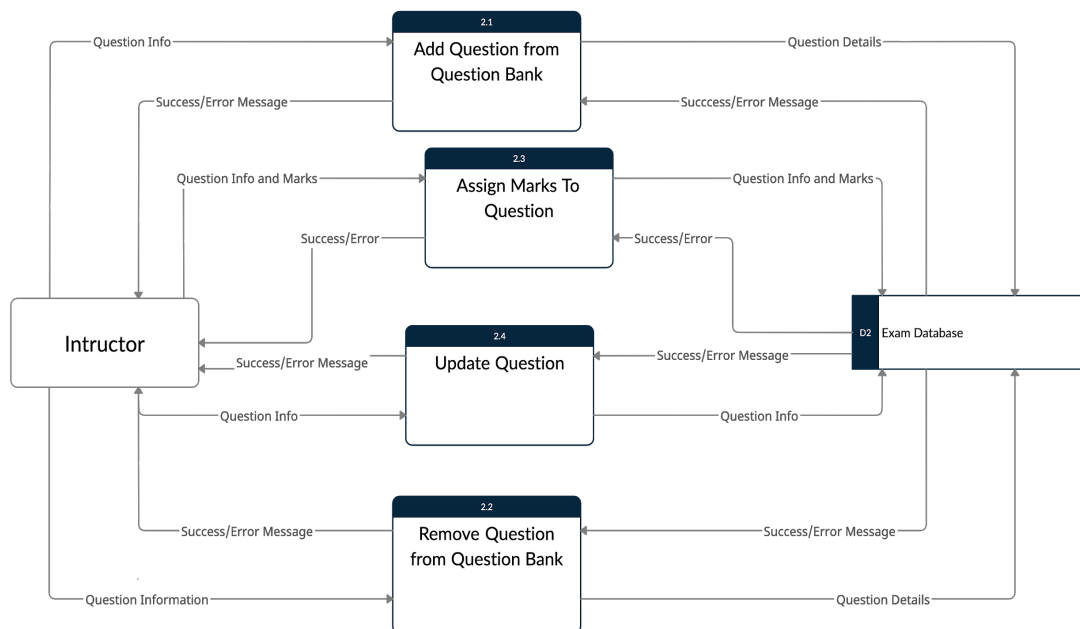 2.1
Question Info
Add Question from
Question Bank
Question Details
Success/Error Message
Succcess/Error Message
2.3
Question Info and Marks
Assign Marks To
Question
Question Info and Marks
Success/Error
Success/Error
Intructor
D2
Exam Database
2.4
Success/Error Message
Update Question
Success/Error Message
Question Info
Question Info
2.2
Success/Error Message
Remove Question
from Question Bank
Success/Error Message
Question Information
Question Details